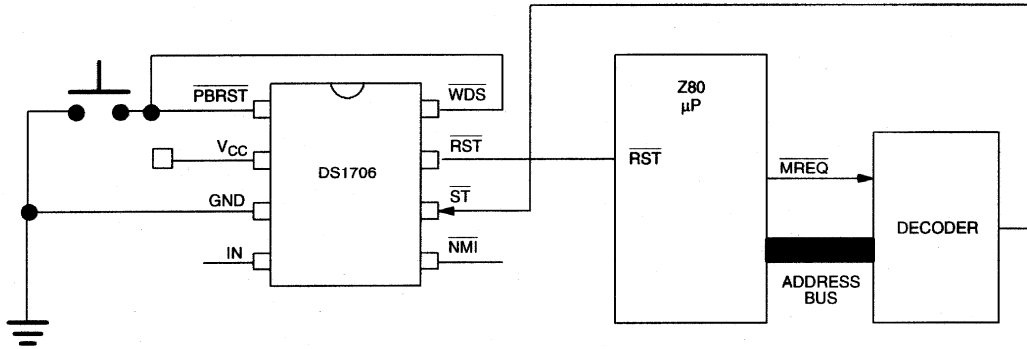 PBRST
WDS
VCC
RST
GND
ST
IN
NMI
DS1706
Z80
µP
RST
MREQ
ADDRESS
BUS
DECODER